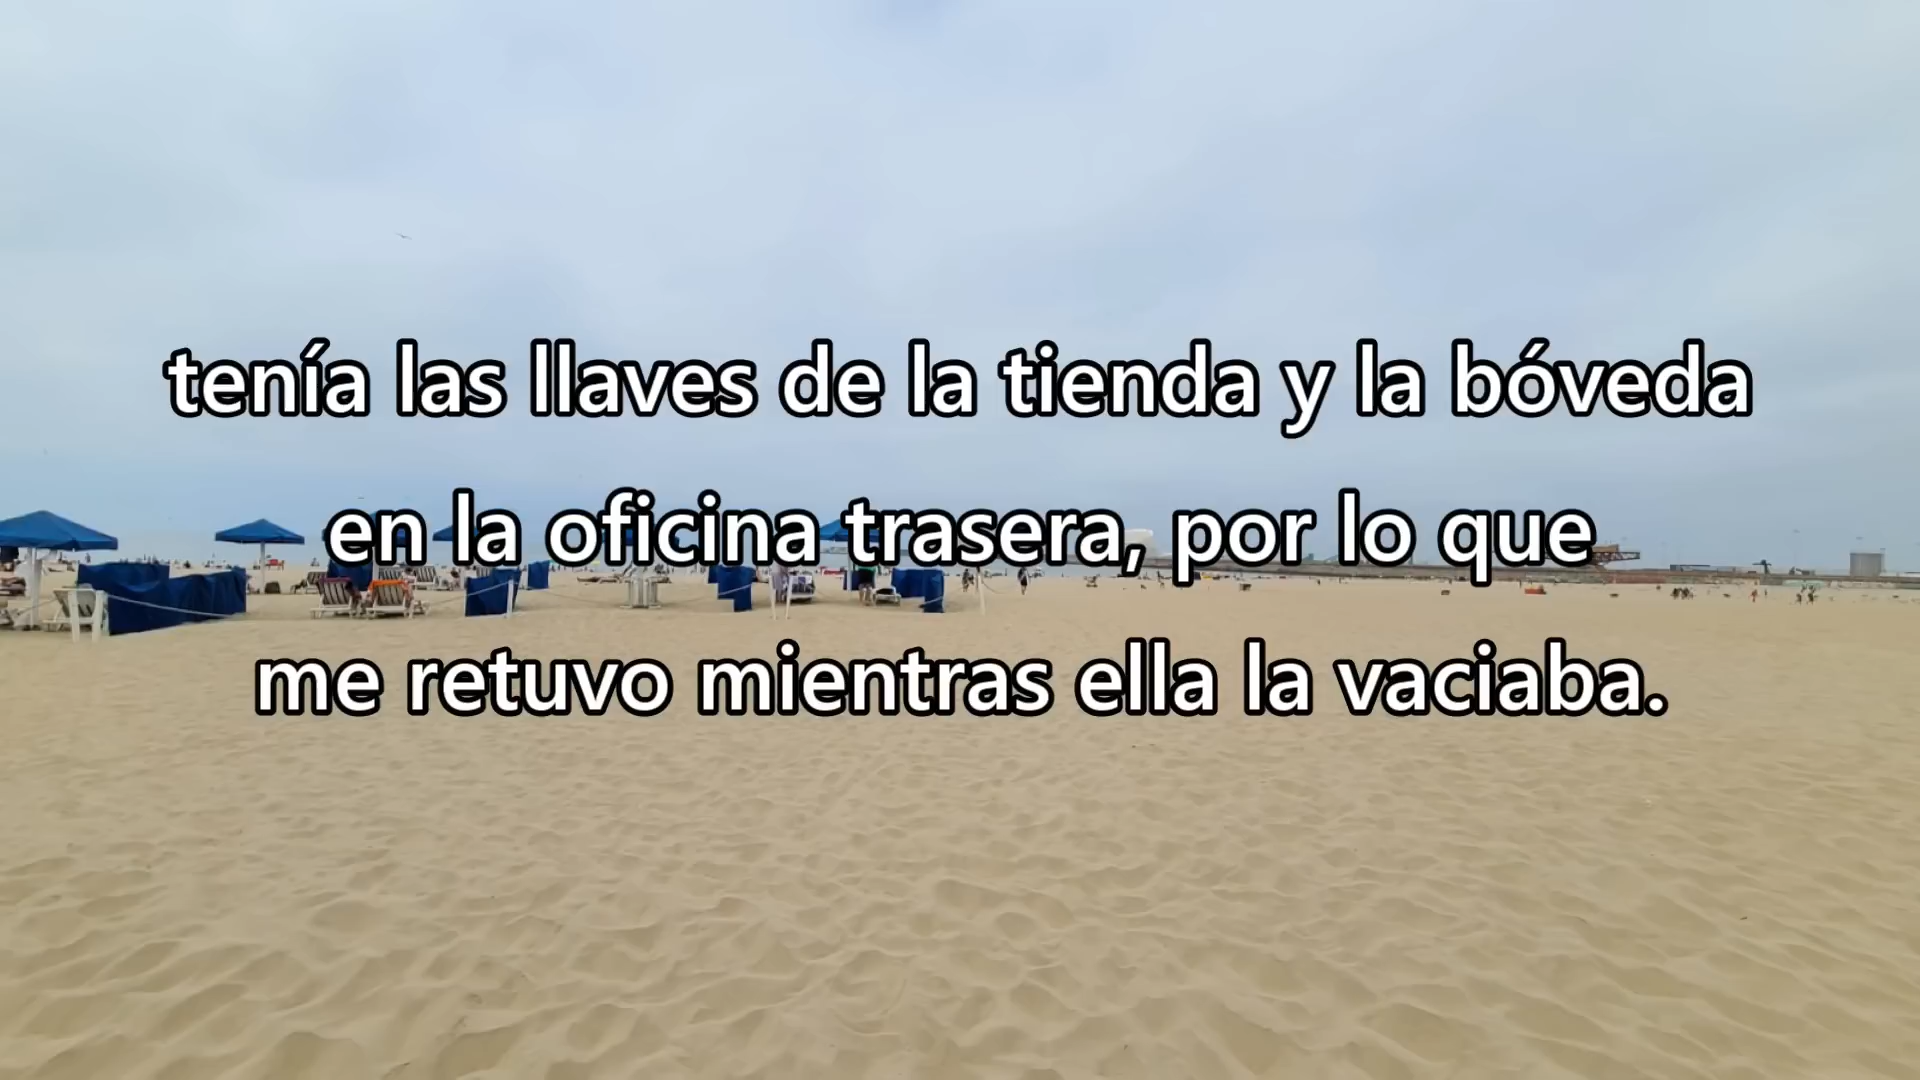 tenía las llaves de la tienda y la bóveda
en la oficina trasera, por lo que
me retuvo mientras ella la vaciaba.